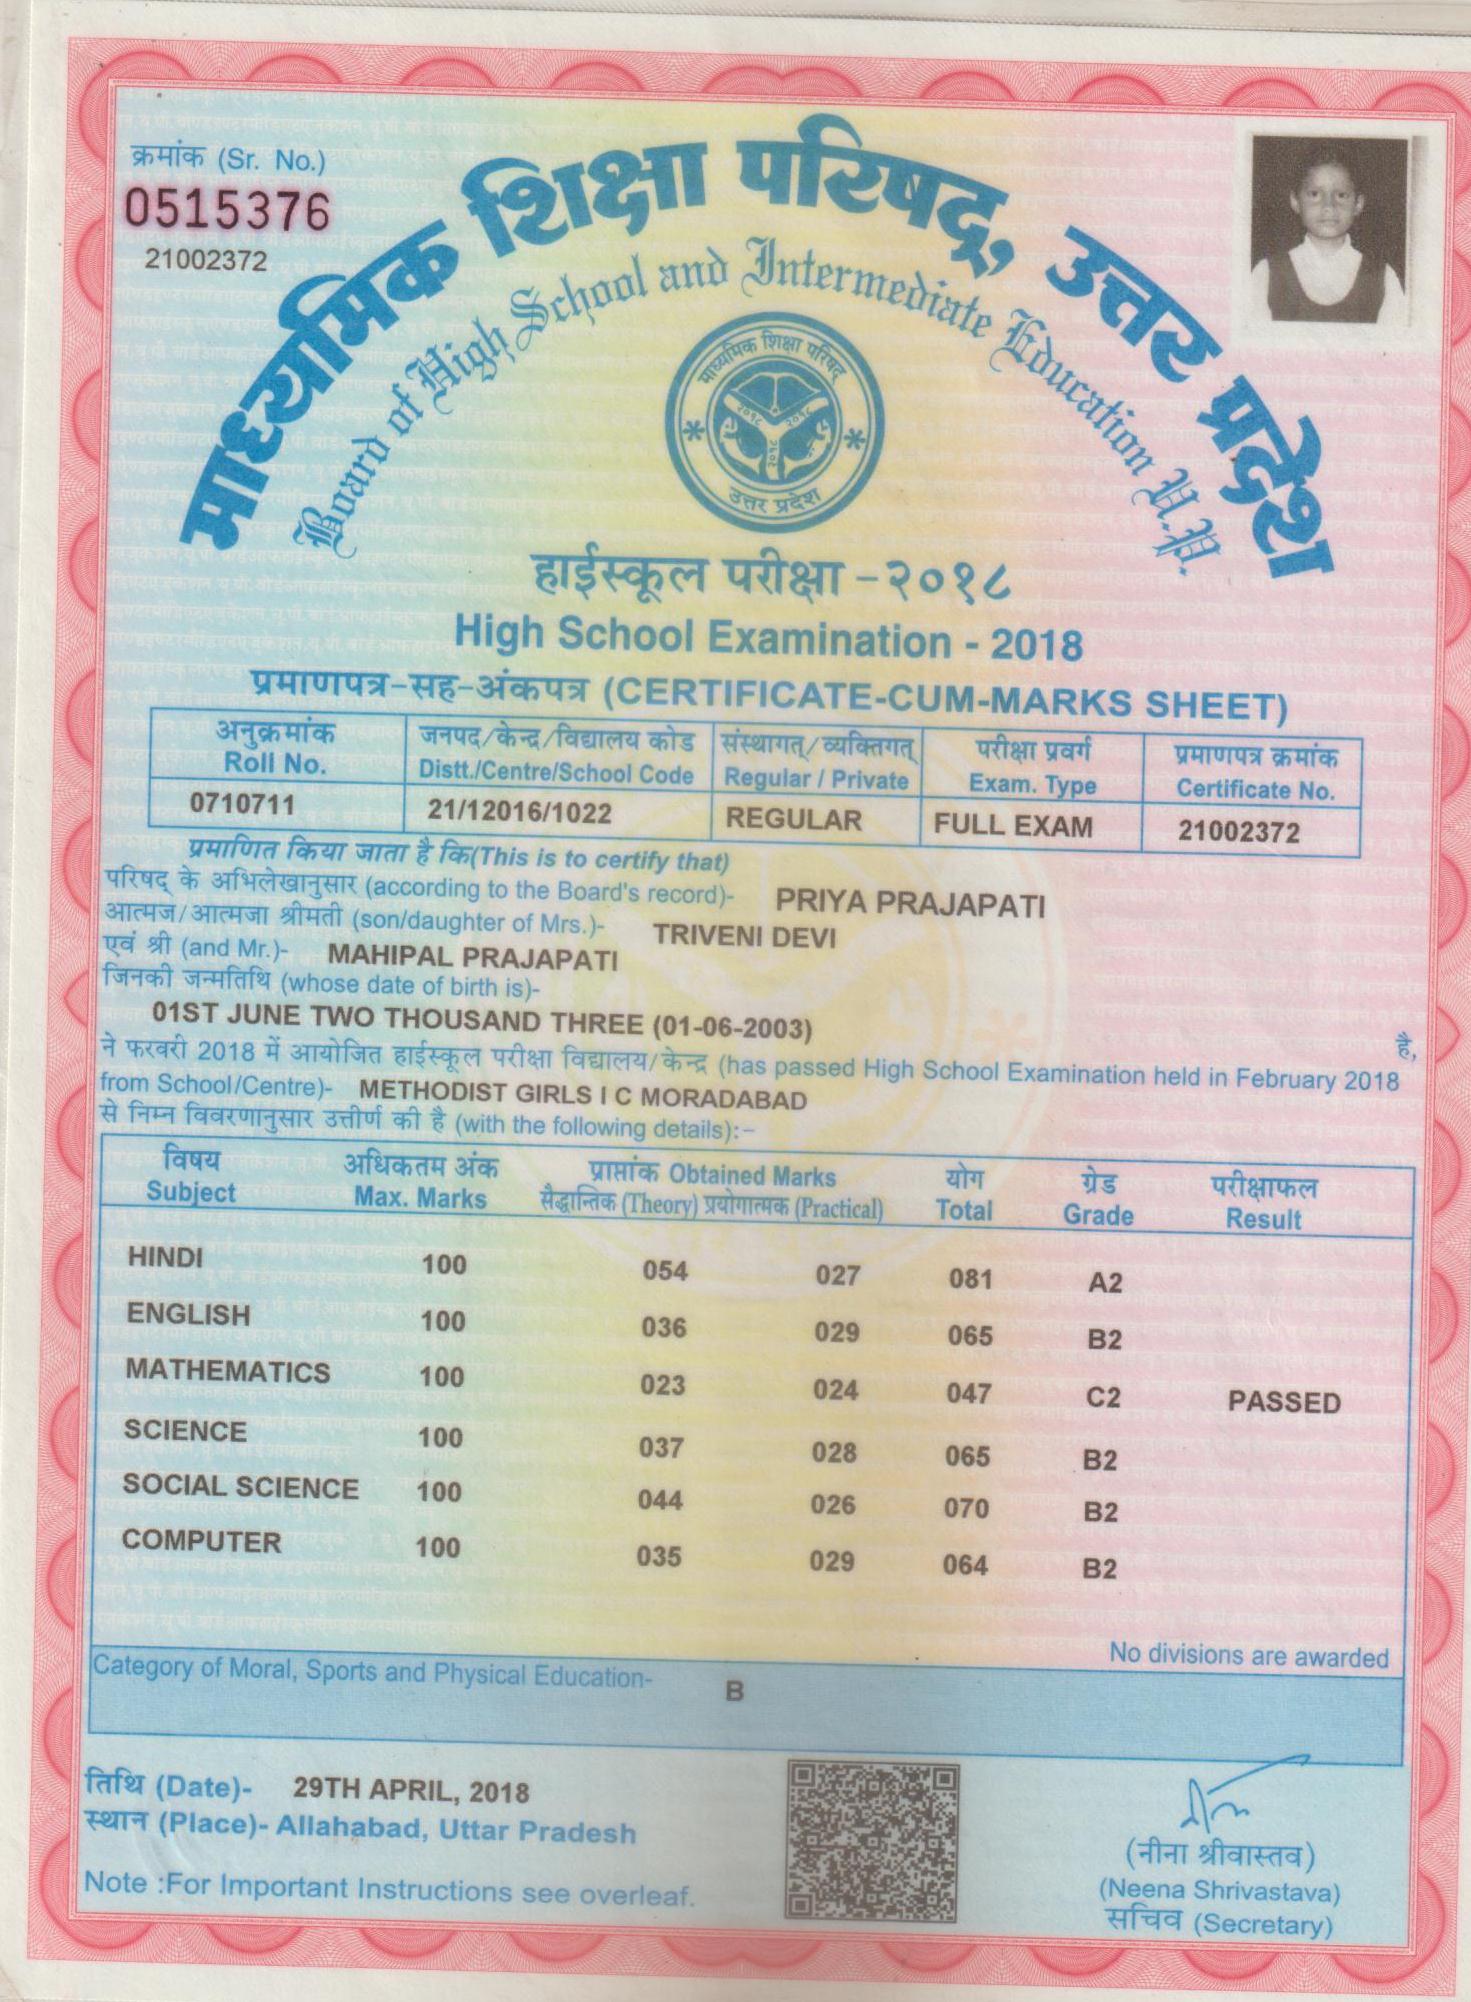 क्रमांक (Sr. No.)
0515376
21002372
माध्यमिक शिक्षा परिषद्, उत्तर प्रदेश
Board of High School and Intermediate Education U.P.
माध्यमिक शिक्षा परिषद्
२०१८ २०१८
२०१८
उत्तर प्रदेश
हाईस्कूल परीक्षा - २०१८
High School Examination - 2018
प्रमाणपत्र-सह-अंकपत्र (CERTIFICATE-CUM-MARKS SHEET)
अनुक्रमांक जनपद/केन्द्र/विद्यालय कोड संस्थागत्/व्यक्तिगत् परीक्षा प्रवर्ग प्रमाणपत्र क्रमांक
Roll No. Distt./Centre/School Code Regular / Private Exam. Type Certificate No.
0710711 21/12016/1022 REGULAR FULL EXAM 21002372
प्रमाणित किया जाता है कि(This is to certify that)
परिषद् के अभिलेखानुसार (according to the Board's record)- PRIYA PRAJAPATI
आत्मज/आत्मजा श्रीमती (son/daughter of Mrs.)- TRIVENI DEVI
एवं श्री (and Mr.)- MAHIPAL PRAJAPATI
जिनकी जन्मतिथि (whose date of birth is)-
01ST JUNE TWO THOUSAND THREE (01-06-2003)
ने फरवरी 2018 में आयोजित हाईस्कूल परीक्षा विद्यालय/केन्द्र (has passed High School Examination held in February 2018 है,
from School/Centre)- METHODIST GIRLS I C MORADABAD
से निम्न विवरणानुसार उत्तीर्ण की है (with the following details):-
विषय अधिकतम अंक प्राप्तांक Obtained Marks योग ग्रेड परीक्षाफल
Subject Max. Marks सैद्धान्तिक (Theory) प्रयोगात्मक (Practical) Total Grade Result
HINDI 100 054 027 081 A2
ENGLISH 100 036 029 065 B2
MATHEMATICS 100 023 024 047 C2 PASSED
SCIENCE 100 037 028 065 B2
SOCIAL SCIENCE 100 044 026 070 B2
COMPUTER 100 035 029 064 B2
No divisions are awarded
Category of Moral, Sports and Physical Education- B
तिथि (Date)- 29TH APRIL, 2018
स्थान (Place)- Allahabad, Uttar Pradesh
(नीना श्रीवास्तव)
Note :For Important Instructions see overleaf.
(Neena Shrivastava)
सचिव (Secretary)